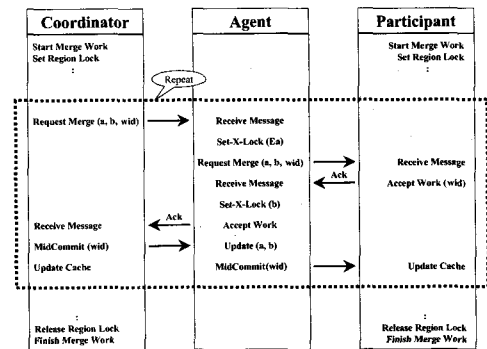 Coordinator Agent Participant
Start Merge Work Start Merge Work
Set Region Lock Set Region Lock
: :
Repeat
Request Merge (a, b, wid) Receive Message
Set-X-Lock (Ea)
Request Merge (a, b, wid) Receive Message
Receive Message Ack Accept Work (wid)
Set-X-Lock (b)
Receive Message Ack Accept Work
MidCommit (wid) Update (a, b)
Update Cache MidCommit(wid) Update Cache
: :
Release Region Lock Release Region Lock
Finish Merge Work Finish Merge Work